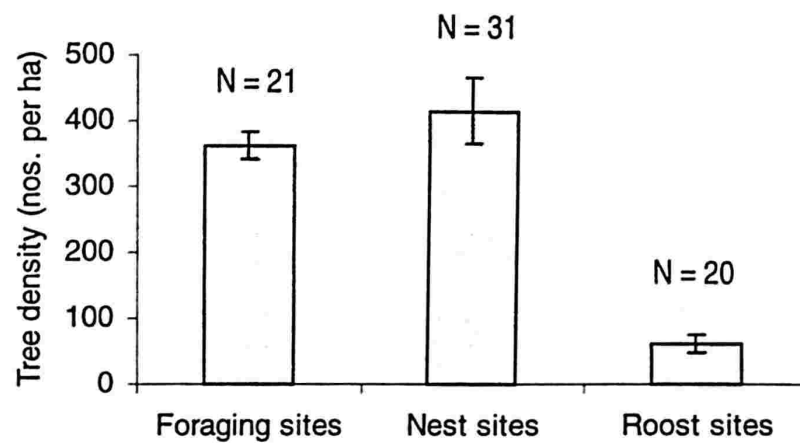 N = 31
500
N = 21
400
300
200
N = 20
100
0
Tree density (nos. per ha)
Foraging sites Nest sites Roost sites